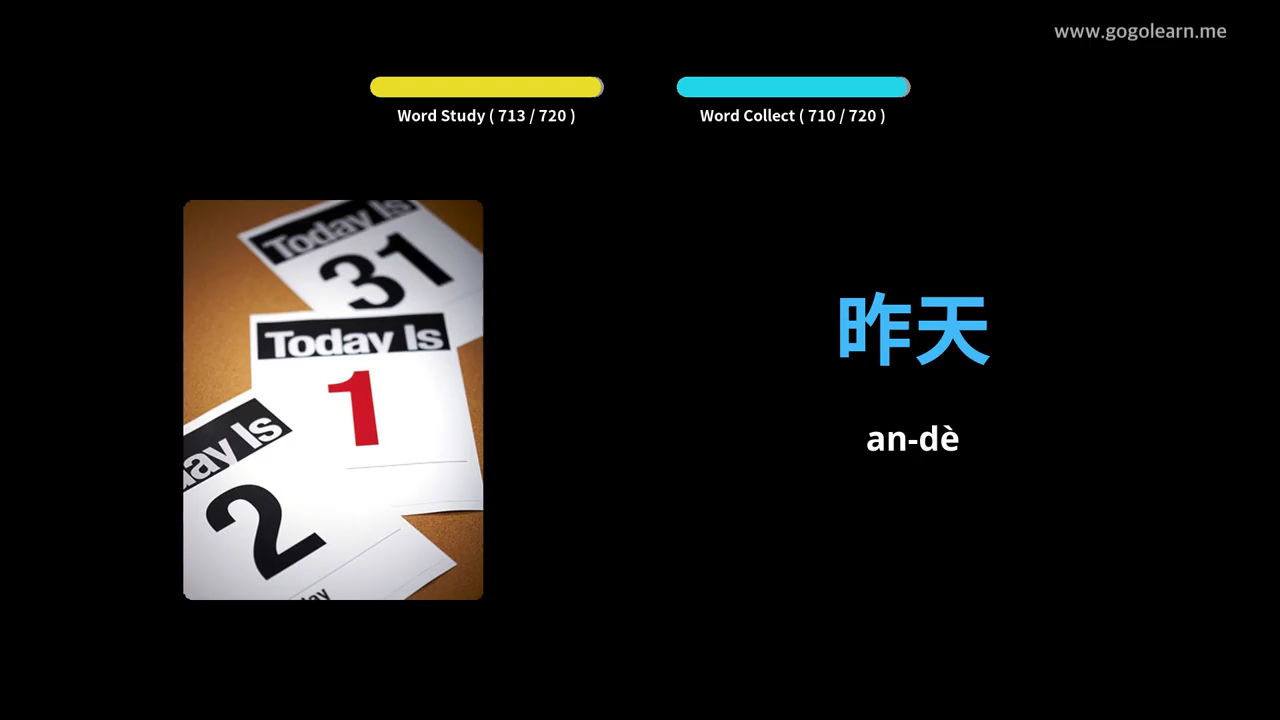 www.gogolearn.me
Word Study ( 713 / 720 )
Word Collect ( 710 / 720 )
Today Is
31
Today Is
1
day Is
2
昨天
an-dè